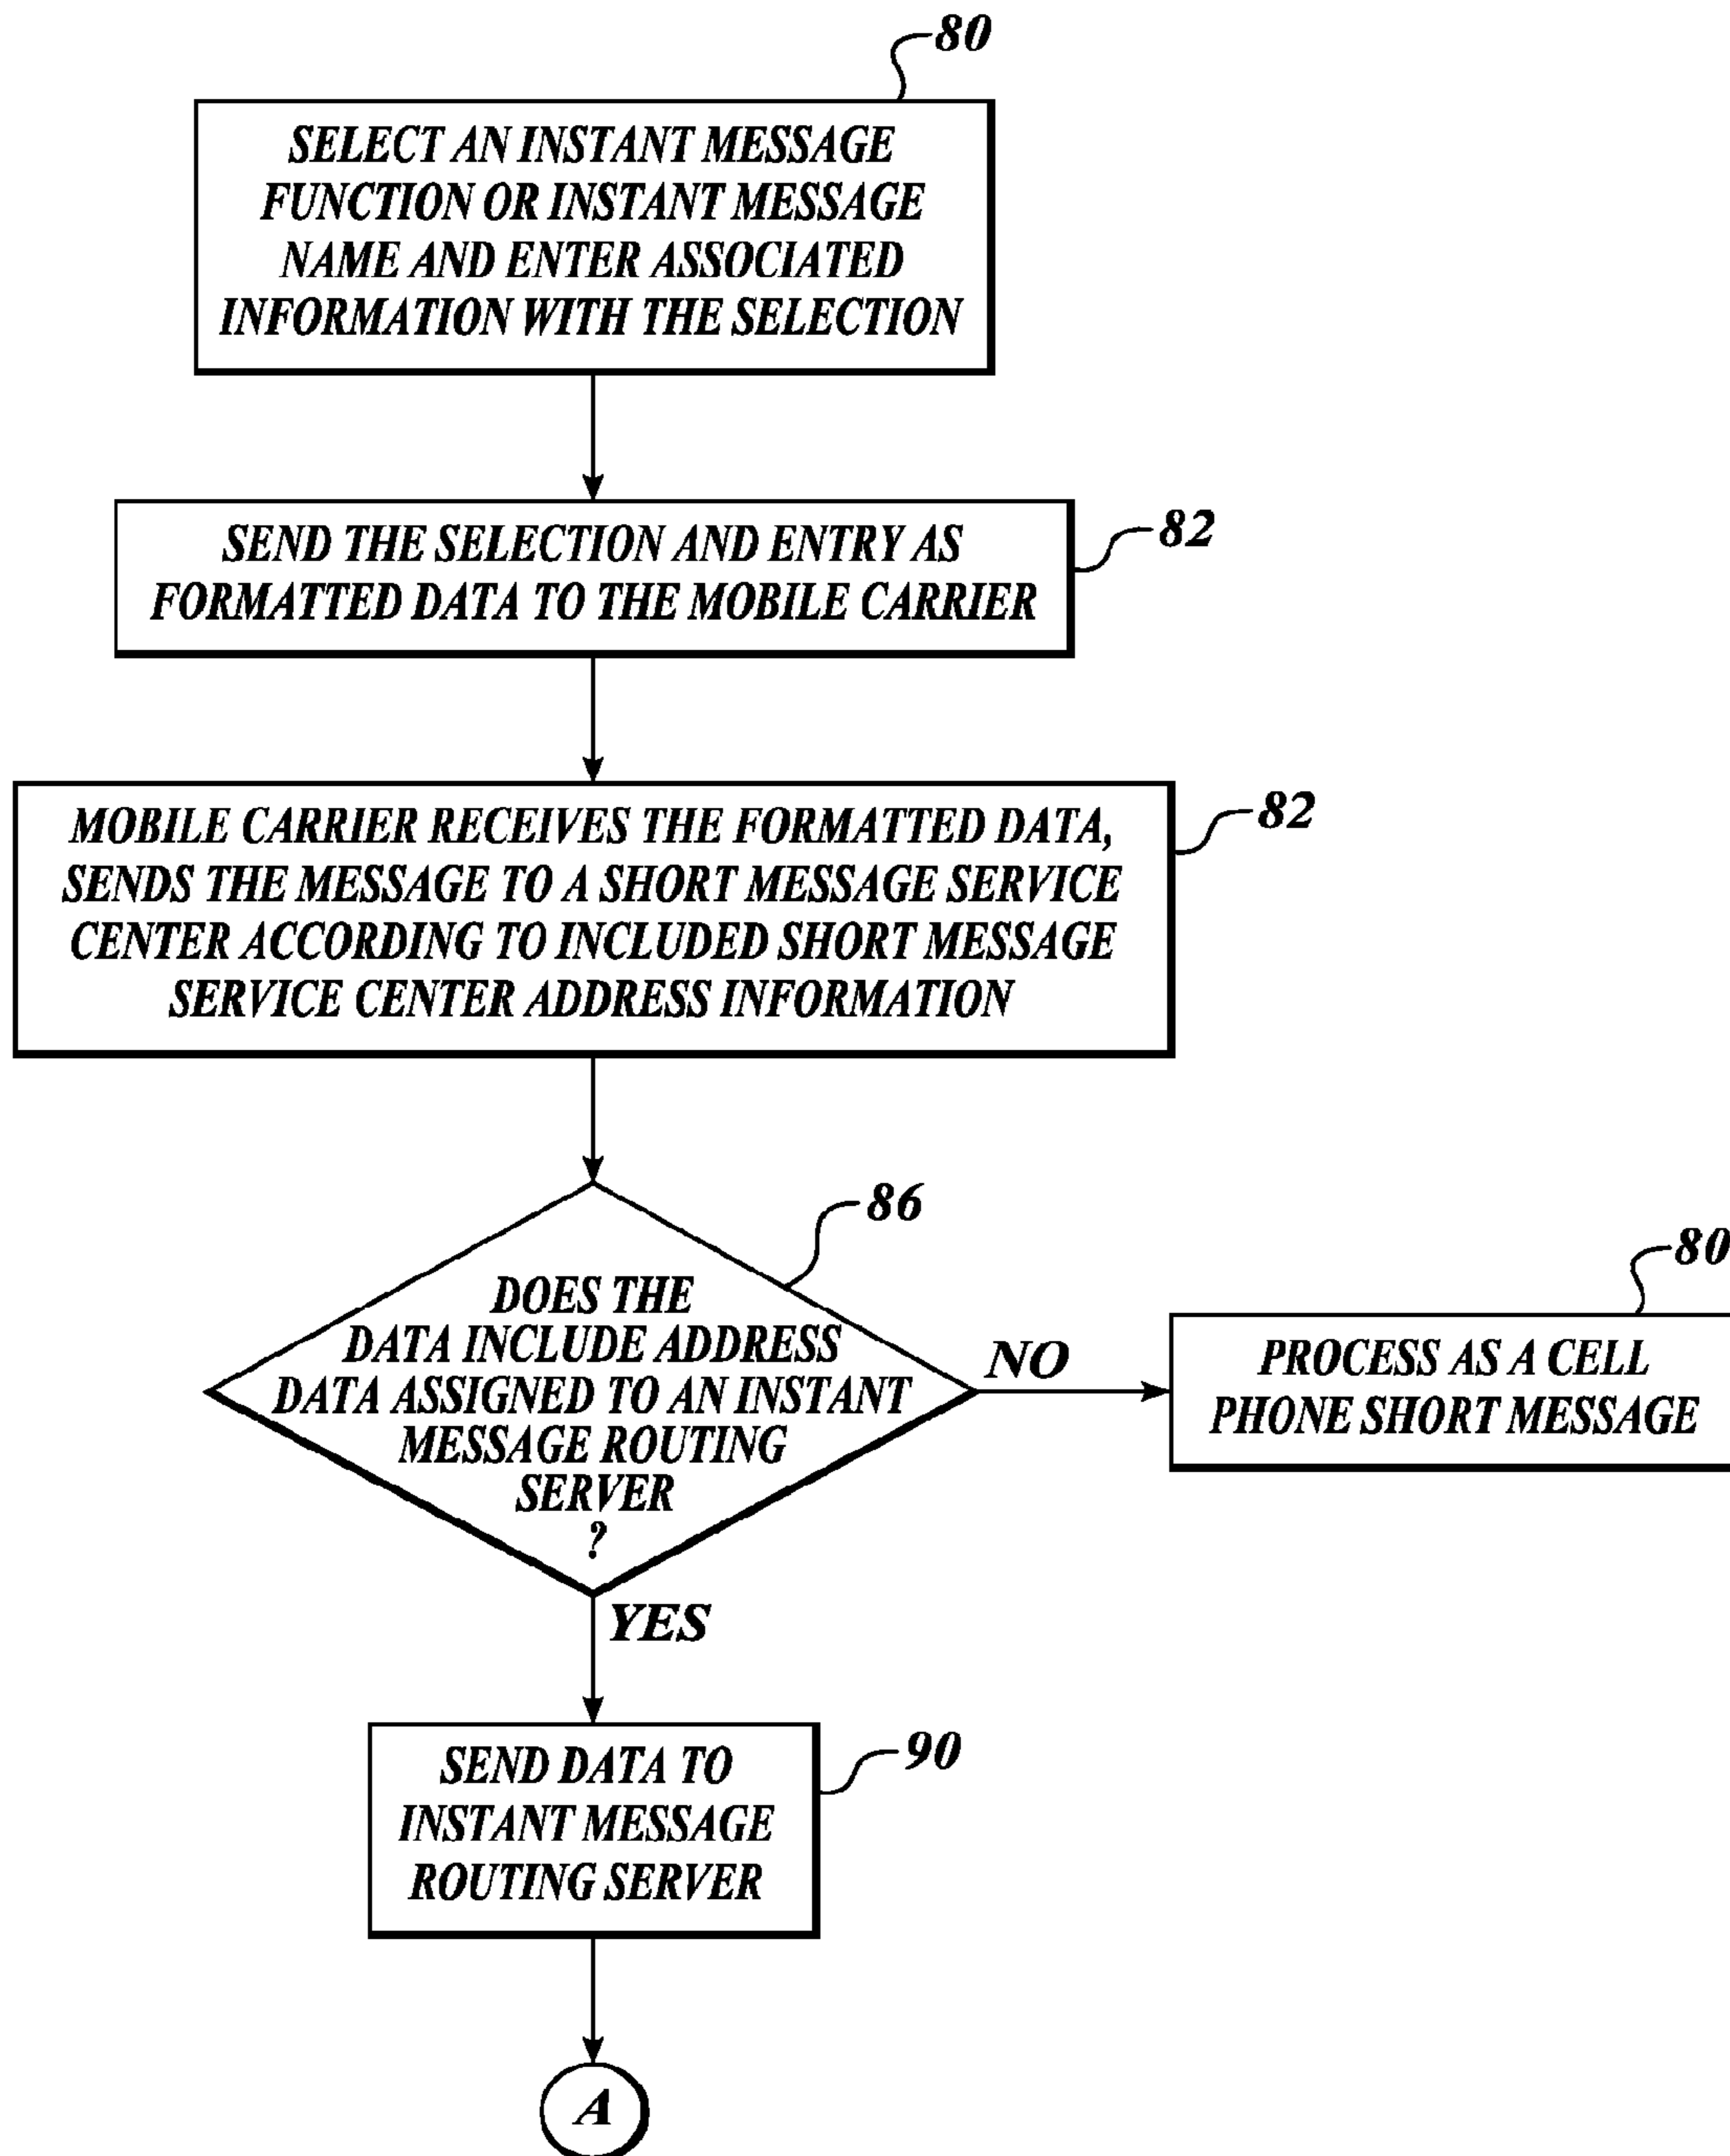 80
SELECT AN INSTANT MESSAGE
FUNCTION OR INSTANT MESSAGE
NAME AND ENTER ASSOCIATED
INFORMATION WITH THE SELECTION
82
SEND THE SELECTION AND ENTRY AS
FORMATTED DATA TO THE MOBILE CARRIER
82
MOBILE CARRIER RECEIVES THE FORMATTED DATA,
SENDS THE MESSAGE TO A SHORT MESSAGE SERVICE
CENTER ACCORDING TO INCLUDED SHORT MESSAGE
SERVICE CENTER ADDRESS INFORMATION
86
DOES THE
DATA INCLUDE ADDRESS
DATA ASSIGNED TO AN INSTANT
MESSAGE ROUTING
SERVER
?
NO
80
PROCESS AS A CELL
PHONE SHORT MESSAGE
YES
90
SEND DATA TO
INSTANT MESSAGE
ROUTING SERVER
A